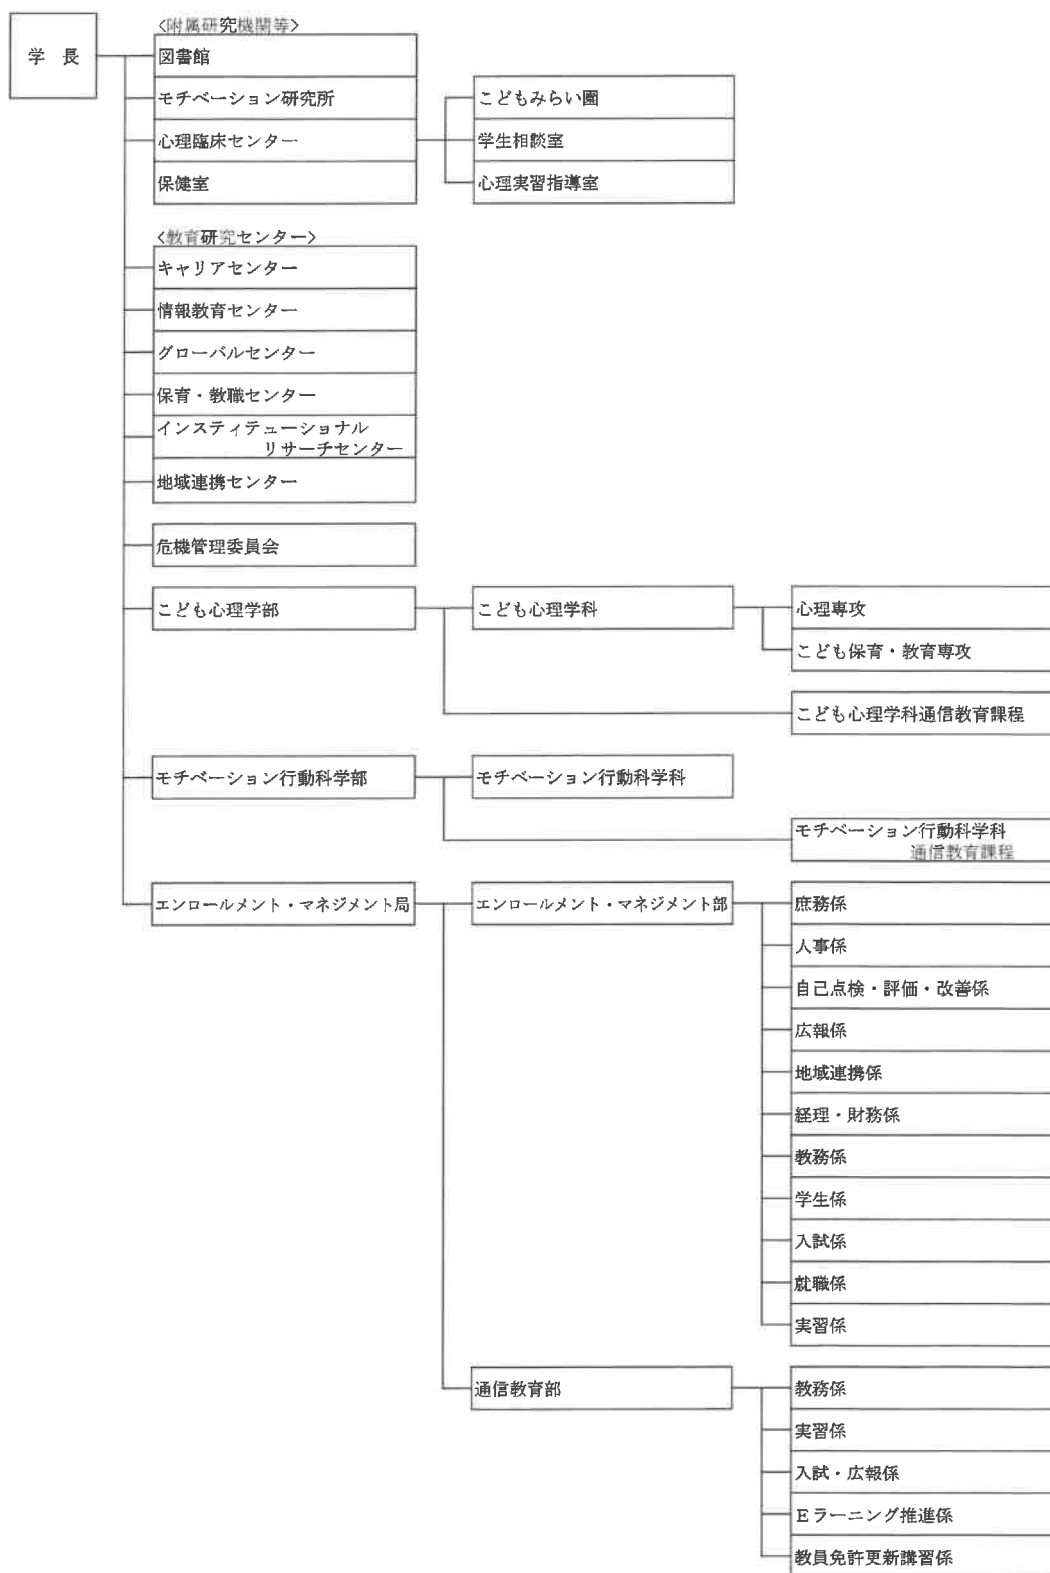 学 長
〈附属研究機関等〉
図書館
モチベーション研究所
心理臨床センター
保健室
こどもみらい園
学生相談室
心理実習指導室
〈教育研究センター〉
キャリアセンター
情報教育センター
グローバルセンター
保育・教職センター
インスティテューショナル
リサーチセンター
地域連携センター
危機管理委員会
こども心理学部
こども心理学科
心理専攻
こども保育・教育専攻
こども心理学科通信教育課程
モチベーション行動科学部
モチベーション行動科学科
モチベーション行動科学科
通信教育課程
エンロールメント・マネジメント局
エンロールメント・マネジメント部
庶務係
人事係
自己点検・評価・改善係
広報係
地域連携係
経理・財務係
教務係
学生係
入試係
就職係
実習係
通信教育部
教務係
実習係
入試・広報係
Eラーニング推進係
教員免許更新講習係